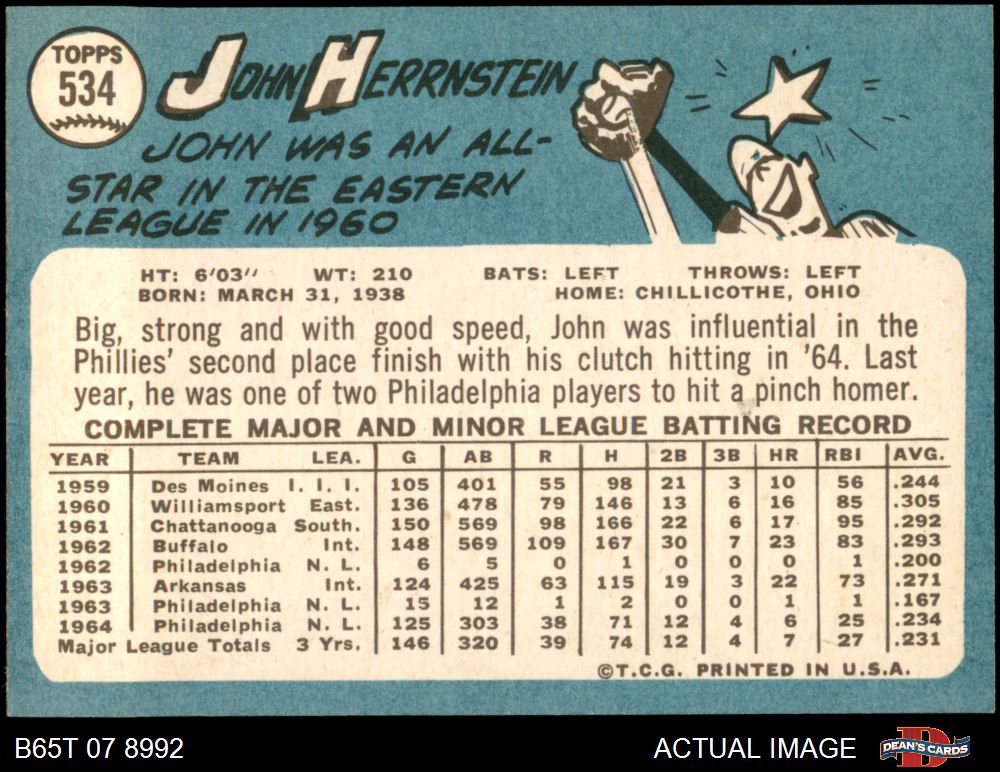 TOPPS
534
JOHN HERRNSTEIN
JOHN WAS AN ALL-
STAR IN THE EASTERN
LEAGUE IN 1960
HT: 6'03" WT: 210 BATS: LEFT THROWS: LEFT
BORN: MARCH 31, 1938 HOME: CHILLICOTHE, OHIO
Big, strong and with good speed, John was influential in the
Phillies' second place finish with his clutch hitting in '64. Last
year, he was one of two Philadelphia players to hit a pinch homer.
COMPLETE MAJOR AND MINOR LEAGUE BATTING RECORD
YEAR TEAM LEA. G AB R H 2B 3B HR RBI AVG.
1959 Des Moines I. I. I. 105 401 55 98 21 3 10 56 .244
1960 Williamsport East. 136 478 79 146 13 6 16 85 .305
1961 Chattanooga South. 150 569 98 166 22 6 17 95 .292
1962 Buffalo Int. 148 569 109 167 30 7 23 83 .293
1962 Philadelphia N. L. 6 5 0 1 0 0 0 1 .200
1963 Arkansas Int. 124 425 63 115 19 3 22 73 .271
1963 Philadelphia N. L. 15 12 1 2 0 0 1 1 .167
1964 Philadelphia N. L. 125 303 38 71 12 4 6 25 .234
Major League Totals 3 Yrs. 146 320 39 74 12 4 7 27 .231
©T.C.G. PRINTED IN U.S.A.
B65T 07 8992 ACTUAL IMAGE D DEAN'S CARDS